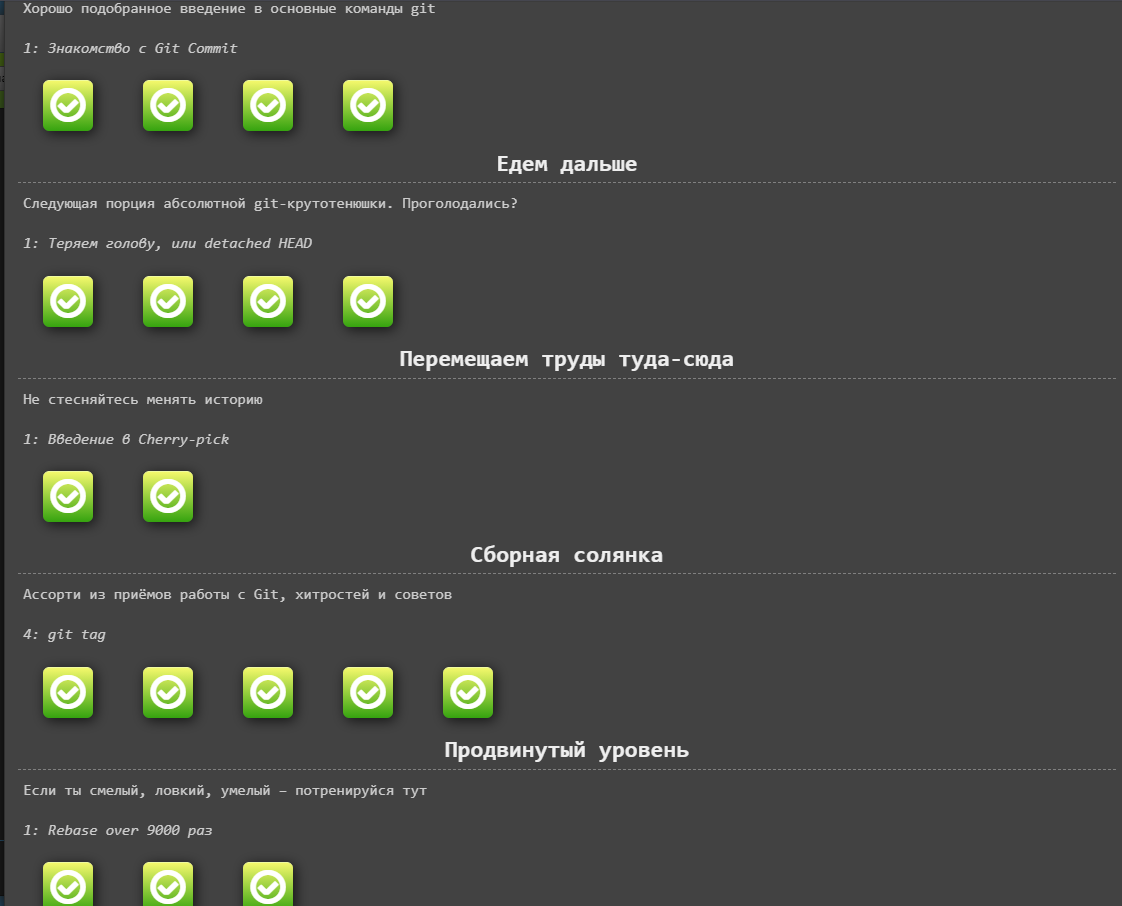 Хорошо подобранное введение в основные команды git
1: Знакомство с Git Commit
Едем дальше
Следующая порция абсолютной git-крутотенюшки. Проголодались?
1: Теряем голову, или detached HEAD
Перемещаем труды туда-сюда
Не стесняйтесь менять историю
1: Введение в Cherry-pick
Сборная солянка
Ассорти из приёмов работы с Git, хитростей и советов
4: git tag
Продвинутый уровень
Если ты смелый, ловкий, умелый — потренируйся тут
1: Rebase over 9000 раз